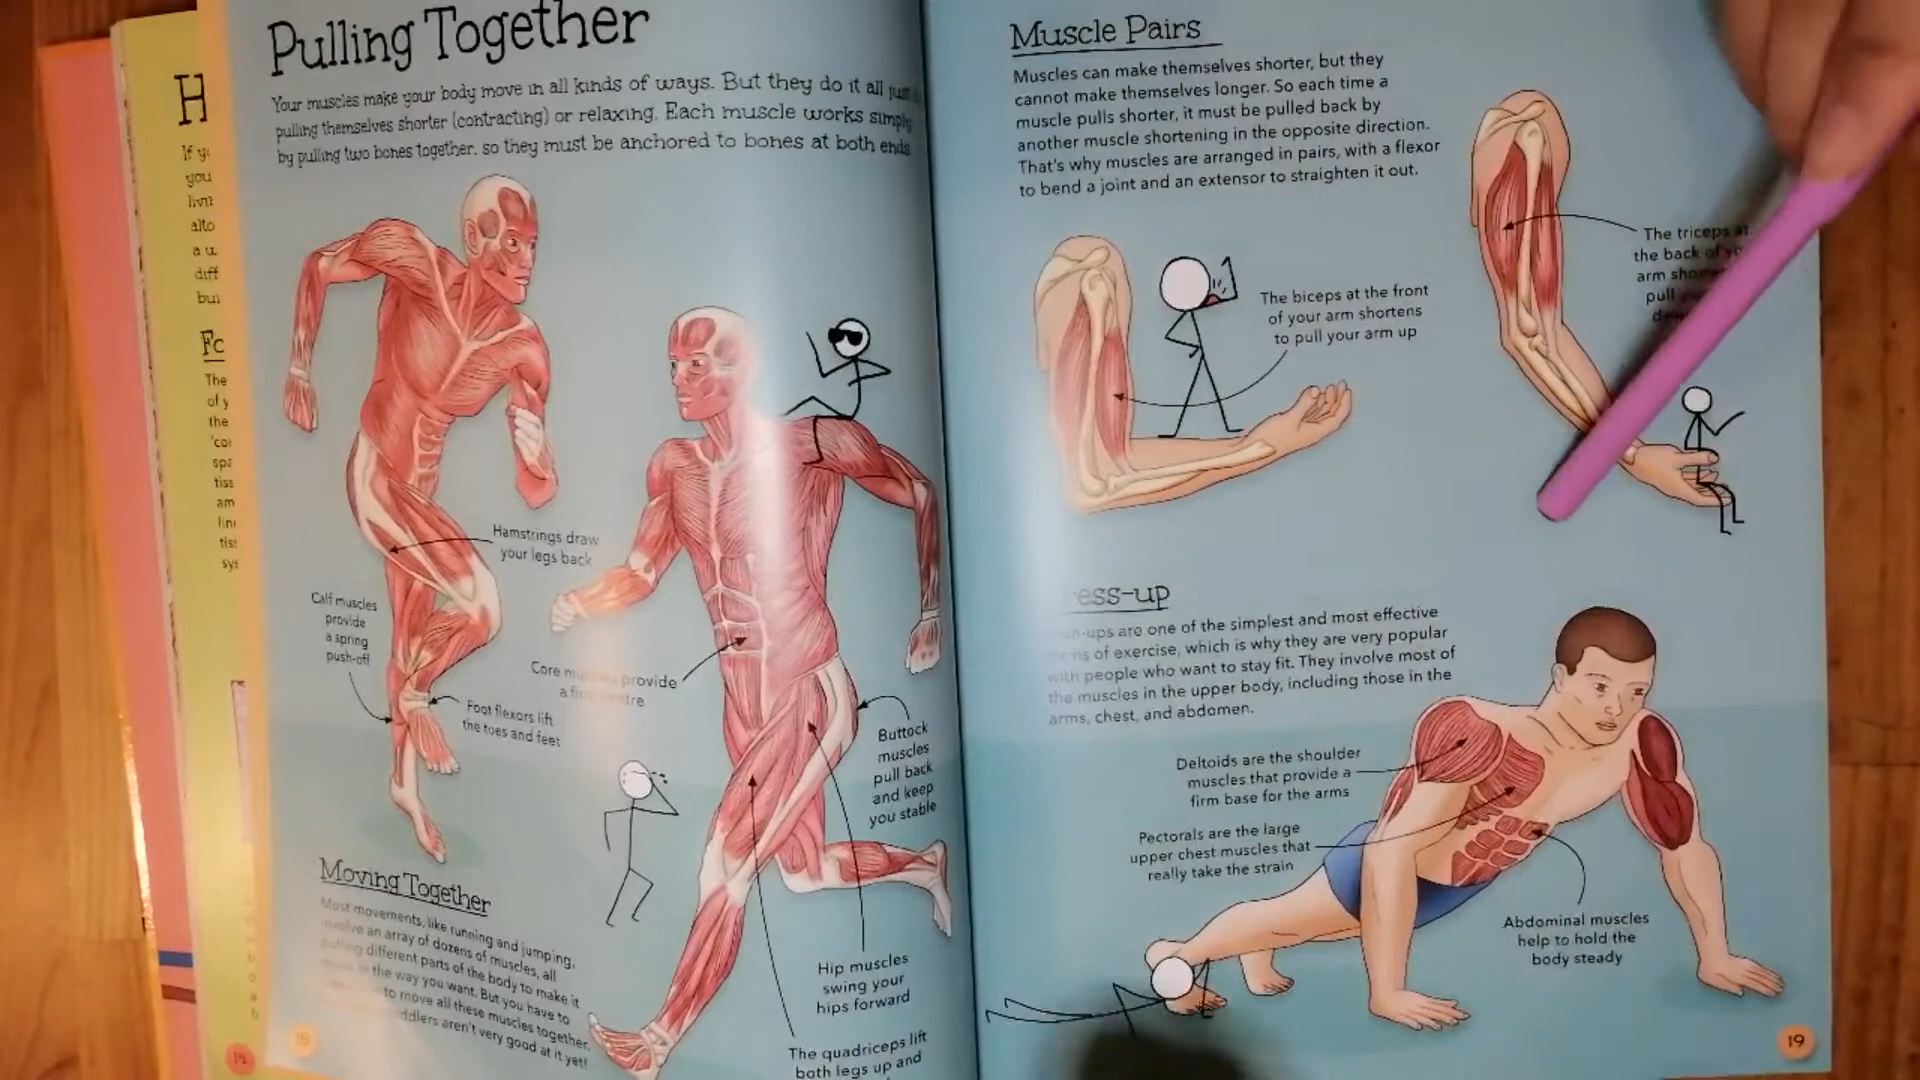 Pulling Together
Your muscles make your body move in all kinds of ways. But they do it all just
pulling themselves shorter (contracting) or relaxing. Each muscle works simply
by pulling two bones together, so they must be anchored to bones at both ends
Hamstrings draw
your legs back
Calf muscles
provide
a spring
push-off
Foot flexors lift
the toes and feet
Core provide
a
Buttock
muscles
pull back
and keep
you stable
Moving Together
Most movements, like running and jumping,
involve an array of dozens of muscles, all
pulling different parts of the body to make it
the way you want. But you have to
to move all these muscles together,
aren't very good at it yet!
Hip muscles
swing your
hips forward
The quadriceps lift
both legs up and
Muscle Pairs
Muscles can make themselves shorter, but they
cannot make themselves longer. So each time a
muscle pulls shorter, it must be pulled back by
another muscle shortening in the opposite direction.
That's why muscles are arranged in pairs, with a flexor
to bend a joint and an extensor to straighten it out.
The biceps at the front
of your arm shortens
to pull your arm up
The triceps at
the back of
arm
pull
ess-up
are one of the simplest and most effective
of exercise, which is why they are very popular
with people who want to stay fit. They involve most of
the muscles in the upper body, including those in the
arms, chest, and abdomen.
Deltoids are the shoulder
muscles that provide a
firm base for the arms
Pectorals are the large
upper chest muscles that
really take the strain
Abdominal muscles
help to hold the
body steady
19
H
If
you
alto
diff
Fc
The
of y
the
'co
tiss
am
sys
14